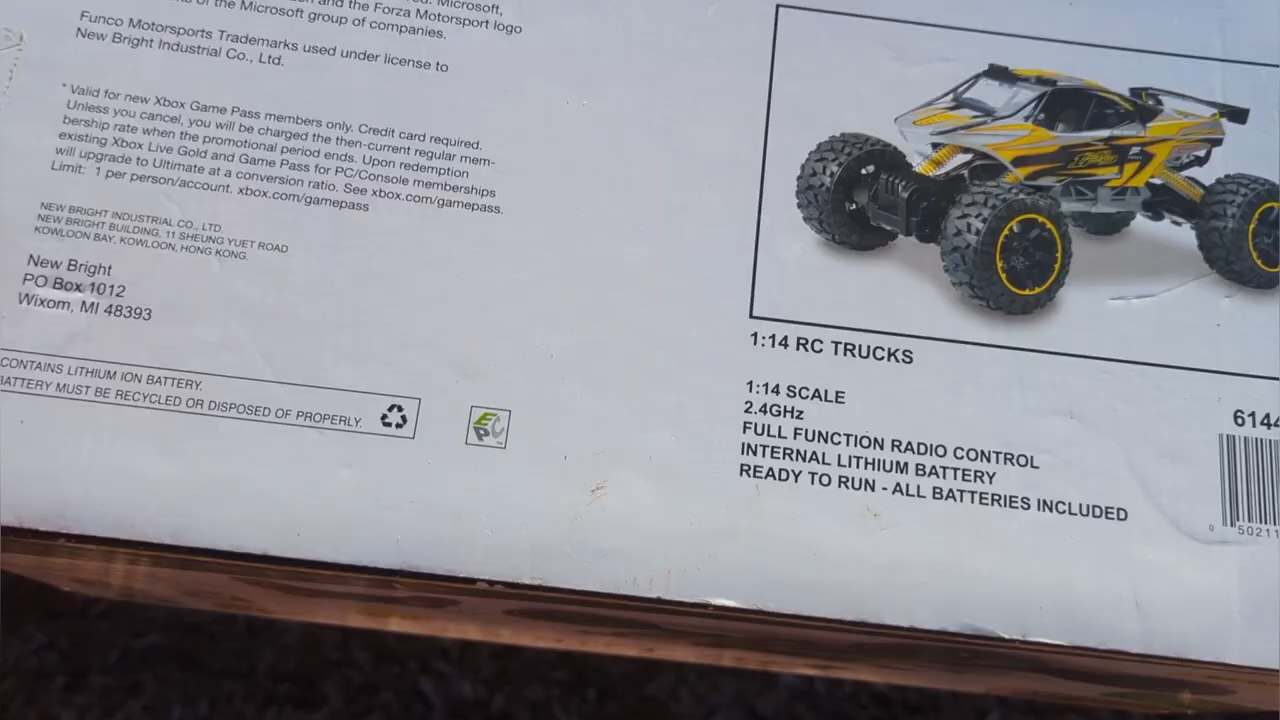 Microsoft,
and the Forza Motorsport logo
of the Microsoft group of companies.
Funco Motorsports Trademarks used under license to
New Bright Industrial Co., Ltd.
* Valid for new Xbox Game Pass members only. Credit card required.
Unless you cancel, you will be charged the then-current regular mem-
bership rate when the promotional period ends. Upon redemption
existing Xbox Live Gold and Game Pass for PC/Console memberships
will upgrade to Ultimate at a conversion ratio. See xbox.com/gamepass.
Limit: 1 per person/account. xbox.com/gamepass
NEW BRIGHT INDUSTRIAL CO., LTD.
NEW BRIGHT BUILDING, 11 SHEUNG YUET ROAD
KOWLOON BAY, KOWLOON, HONG KONG.
New Bright
PO Box 1012
Wixom, MI 48393
CONTAINS LITHIUM ION BATTERY.
BATTERY MUST BE RECYCLED OR DISPOSED OF PROPERLY.
EPC
1:14 RC TRUCKS
1:14 SCALE
2.4GHz
FULL FUNCTION RADIO CONTROL
INTERNAL LITHIUM BATTERY
READY TO RUN - ALL BATTERIES INCLUDED
6144
0 50211